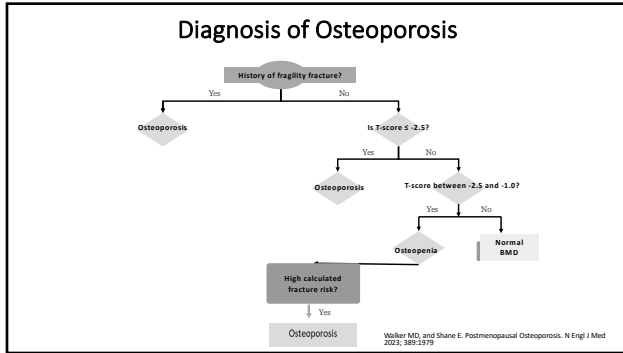 Diagnosis of Osteoporosis
History of fragility fracture?
Yes
No
Osteoporosis
Is T-score ≤ -2.5?
Yes
No
Osteoporosis
T-score between -2.5 and -1.0?
Yes
No
Osteopenia
Normal
BMD
High calculated
fracture risk?
Yes
Osteoporosis
Walker MD, and Shane E. Postmenopausal Osteoporosis. N Engl J Med
2023; 389:1979